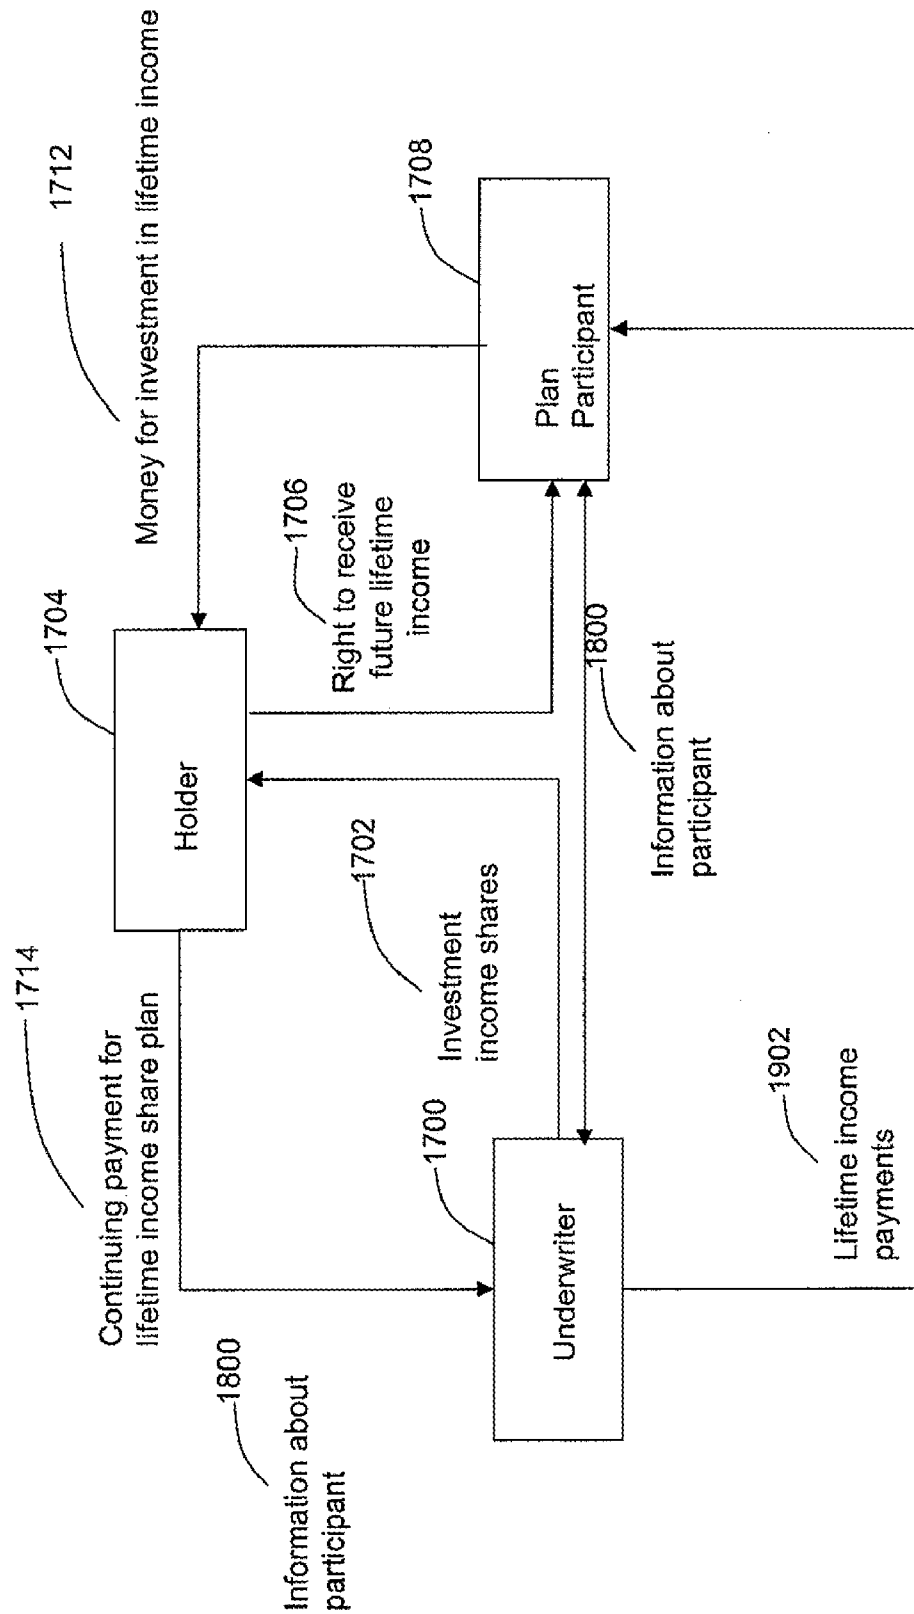 1712
Money for investment in lifetime income
1714
Continuing payment for
lifetime income share plan
1704
Holder
1708
Plan
Participant
1706
Right to receive
future lifetime
income
1702
Investment
income shares
1800
Information about
participant
1700
Underwriter
1800
Information about
participant
1902
Lifetime income
payments